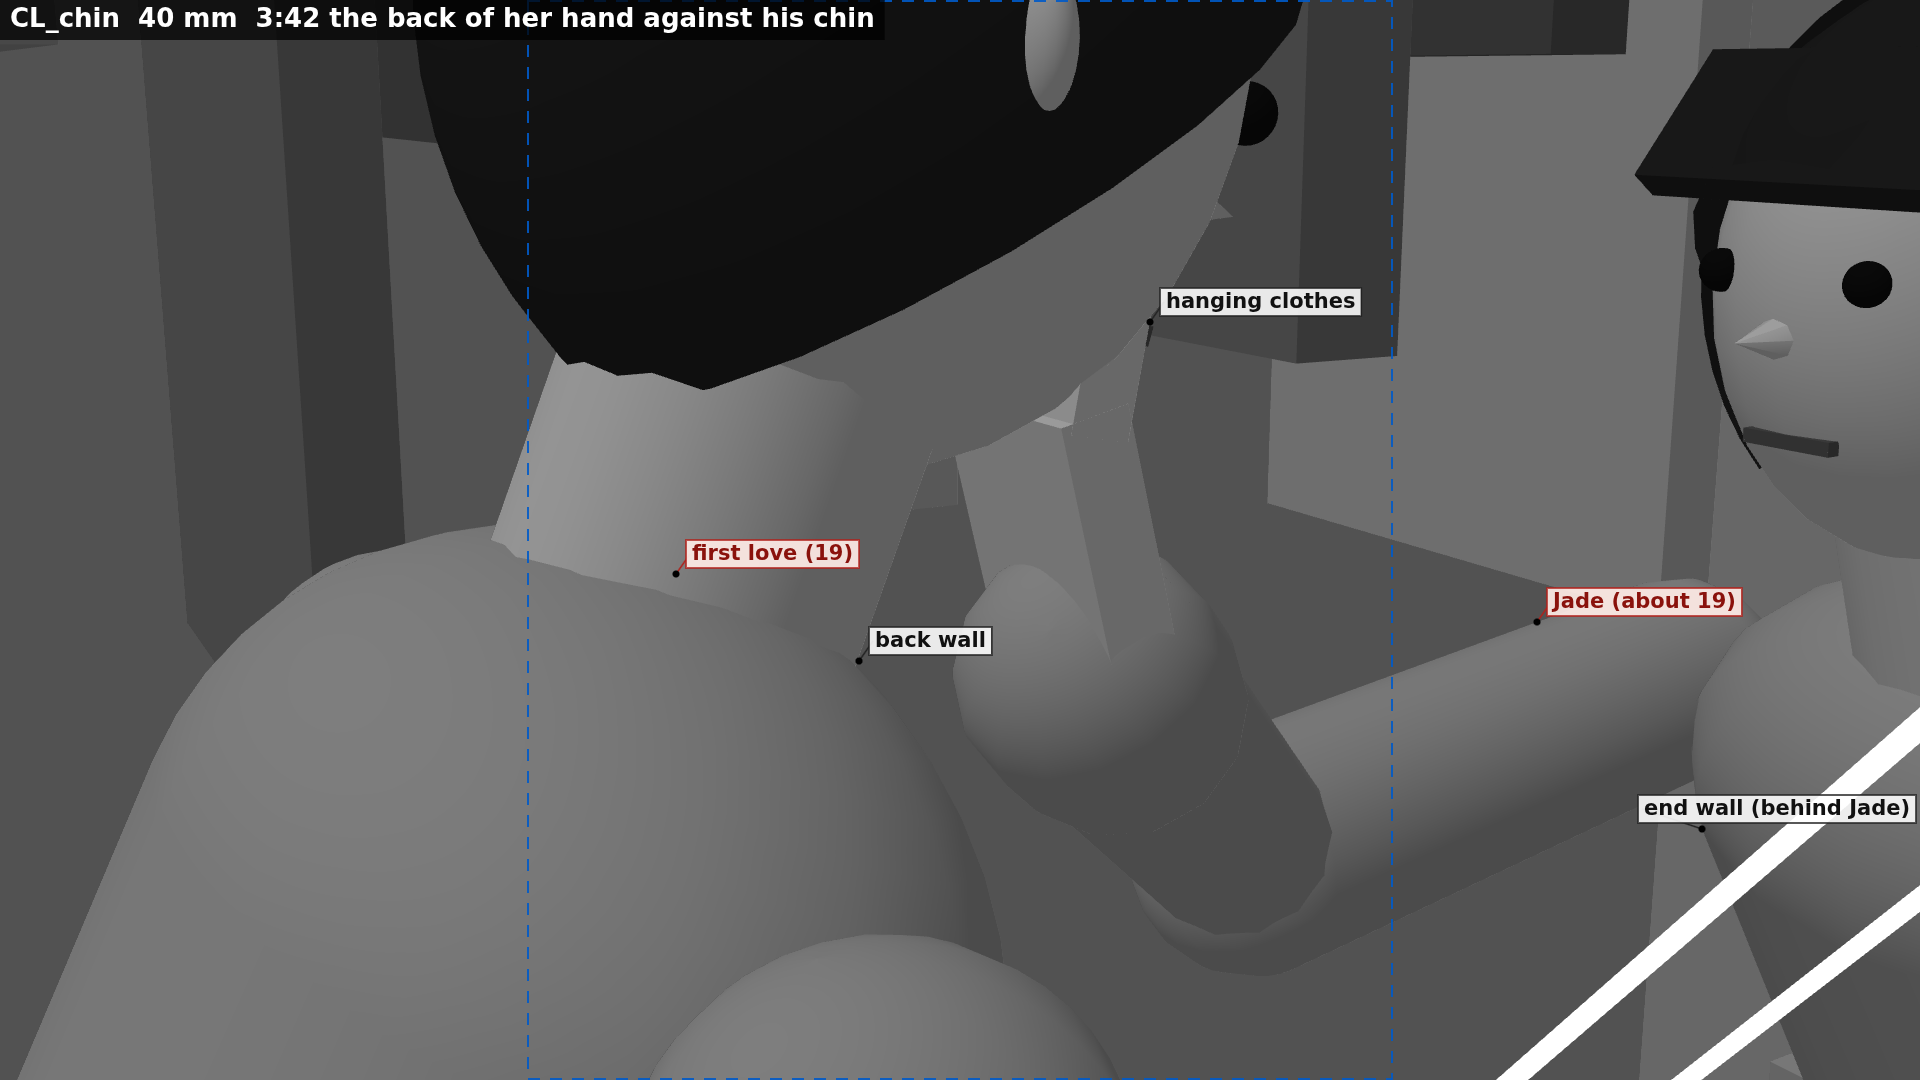 CL_chin  40 mm  3:42 the back of her hand against his chin
hanging clothes
first love (19)
Jade (about 19)
back wall
end wall (behind Jade)